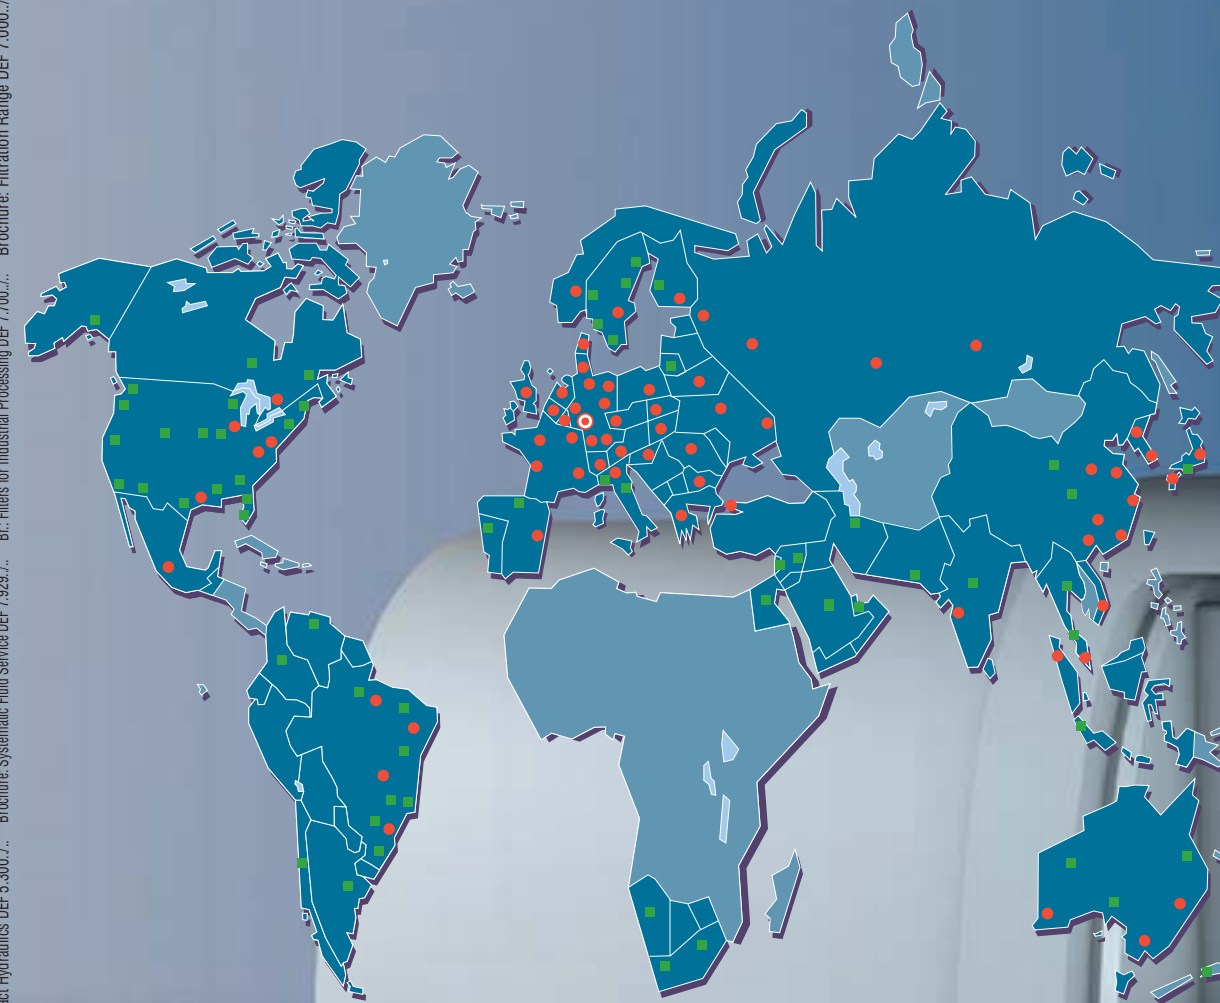 act Hydraulics DEF 5.300./.. Brochure: Systematic Fluid Service DEF 7.929./.. Br.: Filters for Industrial Processing DEF 7.700./.. Brochure: Filtration Range DEF 7.000./